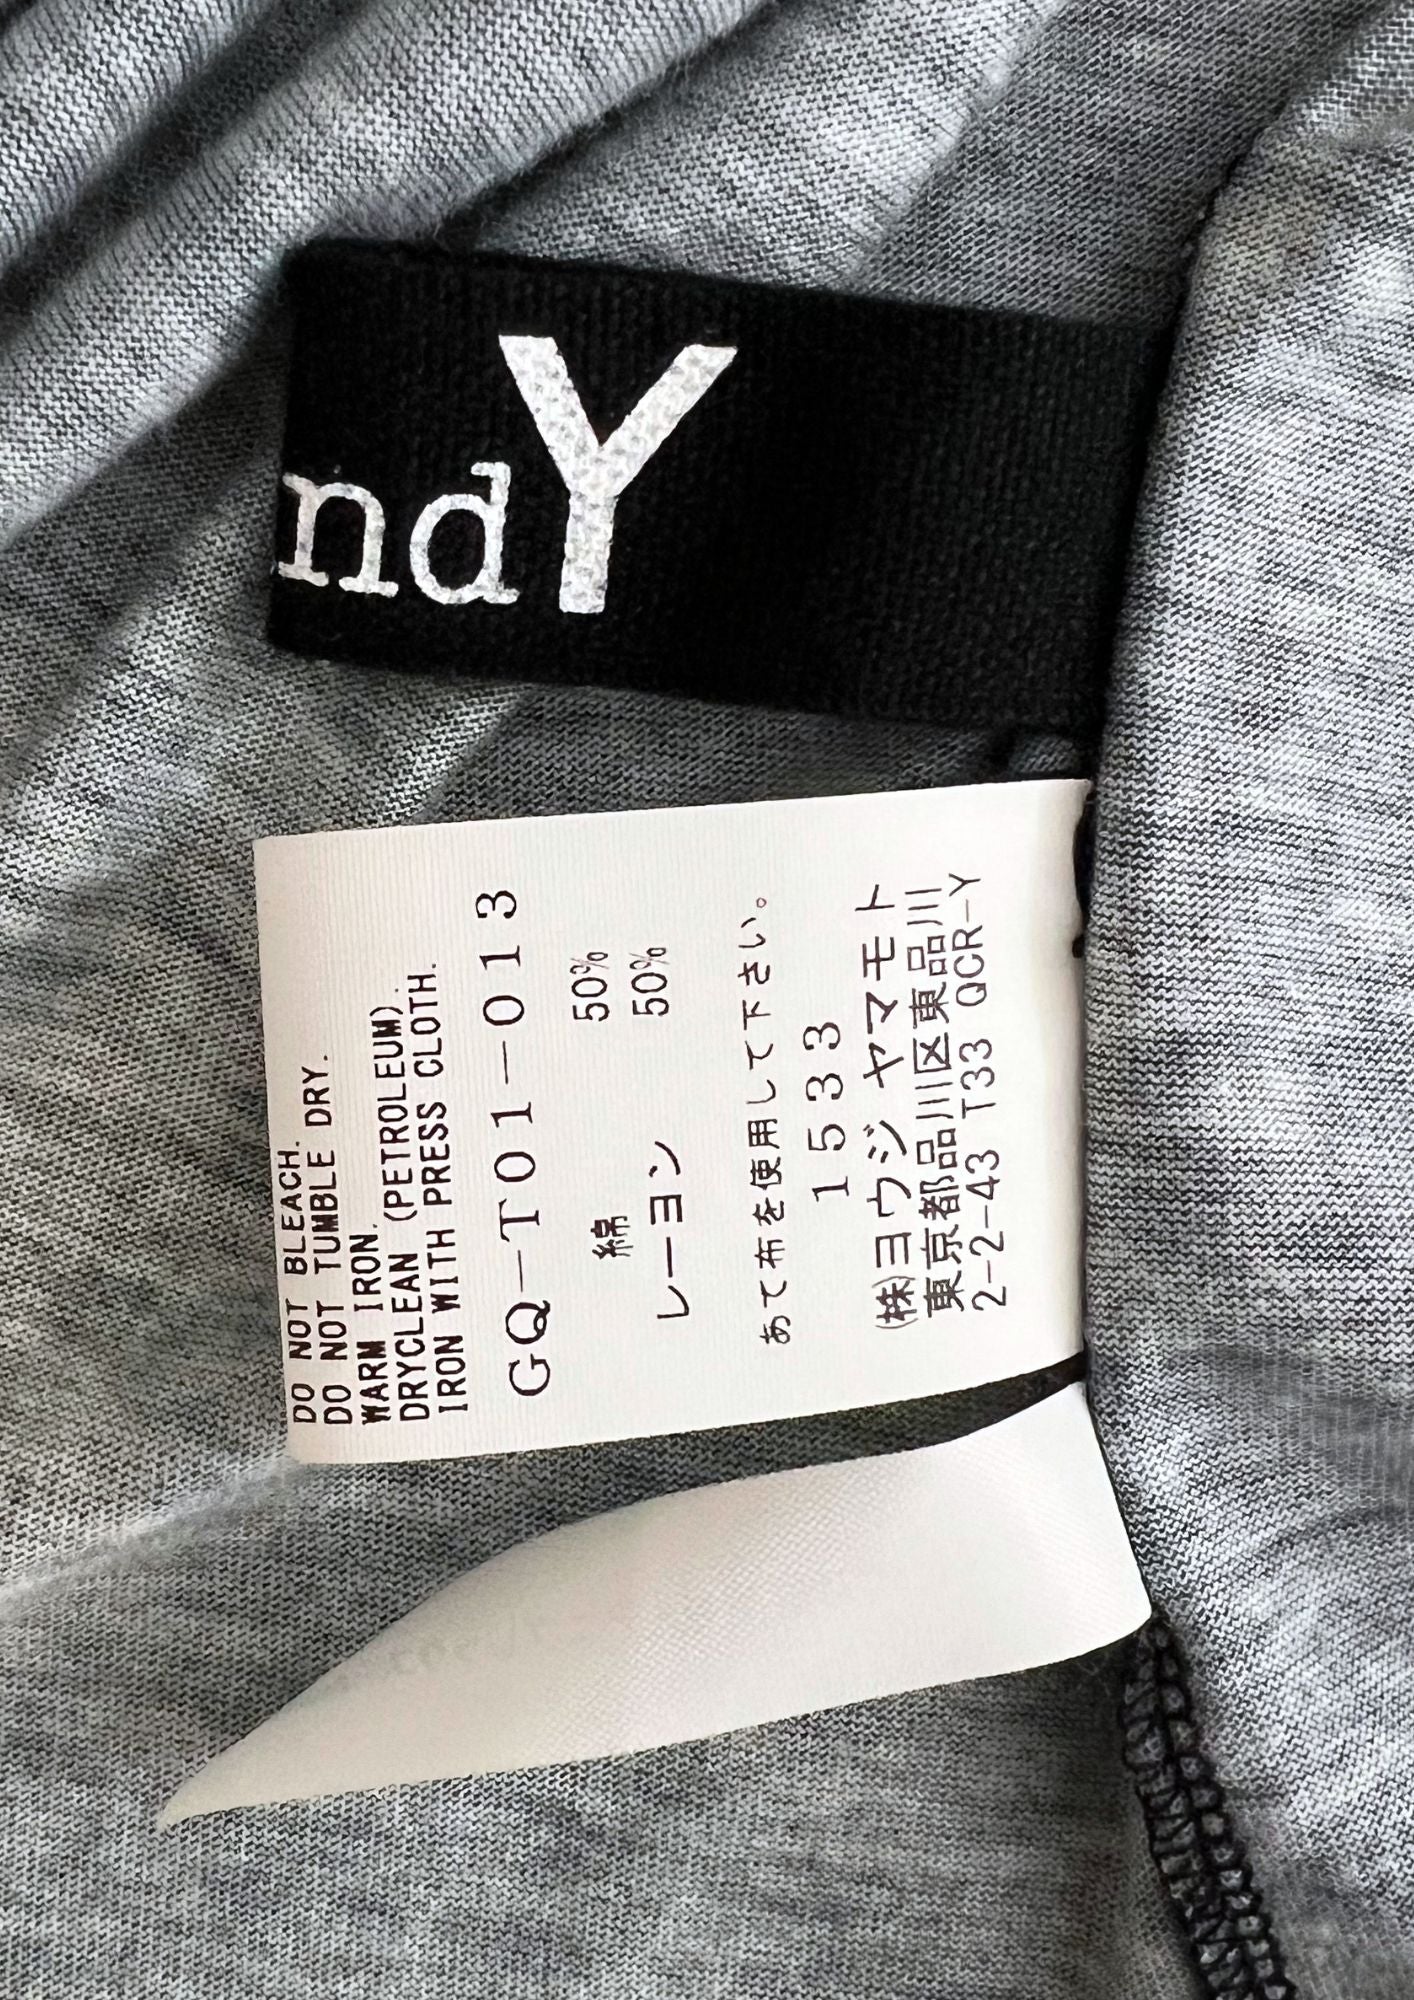 ndY
DO NOT BLEACH.
DO NOT TUMBLE DRY.
WARM IRON.
DRYCLEAN (PETROLEUM).
IRON WITH PRESS CLOTH.
GQ-T01-013
綿 50%
レーヨン 50%
あて布を使用して下さい。
1533
㈱ヨウジ ヤマモト
東京都品川区東品川
2-2-43 T33 QCR-Y